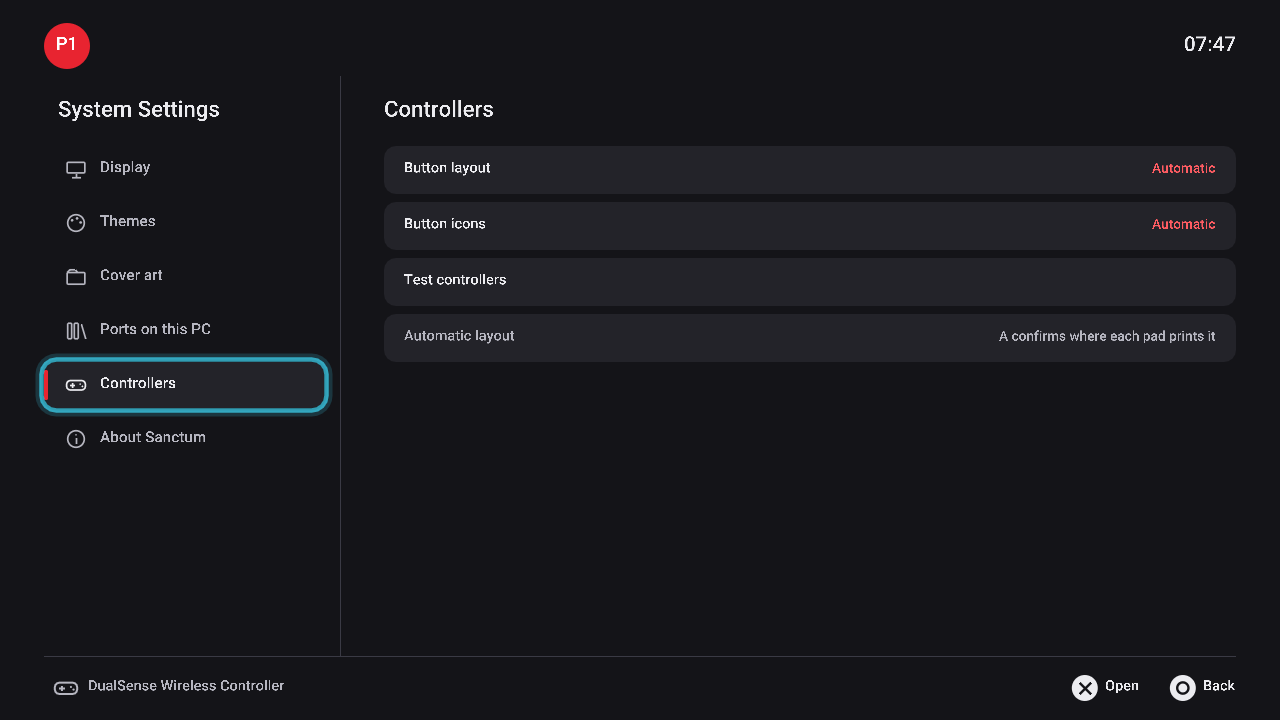 P1
07:47
System Settings
Display
Themes
Cover art
Ports on this PC
Controllers
About Sanctum
Controllers
Button layout Automatic
Button icons Automatic
Test controllers
Automatic layout A confirms where each pad prints it
DualSense Wireless Controller Open Back